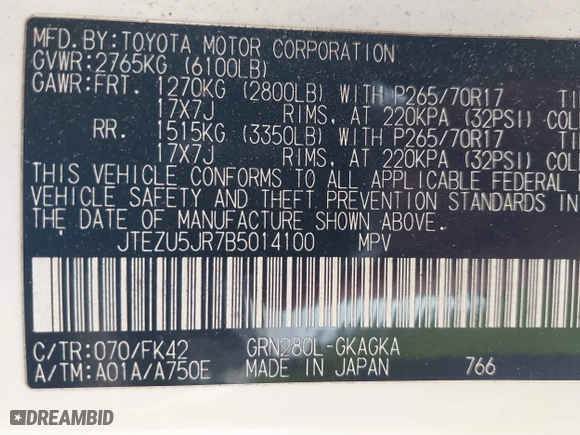 MFD.BY:TOYOTA MOTOR CORPORATION
GVWR:2765KG (6100LB)
GAWR:FRT. 1270KG (2800LB) WITH P265/70R17
17X7J RIMS, AT 220KPA (32PSI) COL
RR. 1515KG (3350LB) WITH P265/70R17
17X7J RIMS, AT 220KPA (32PSI) COL
THIS VEHICLE CONFORMS TO ALL APPLICABLE FEDERAL
VEHICLE SAFETY AND THEFT PREVENTION STANDARDS
THE DATE OF MANUFACTURE SHOWN ABOVE.
JTEZU5JR7B5014100 MPV
C/TR:070/FK42 GRN280L-GKAGKA
A/TM:A01A/A750E MADE IN JAPAN 766
DREAMBID